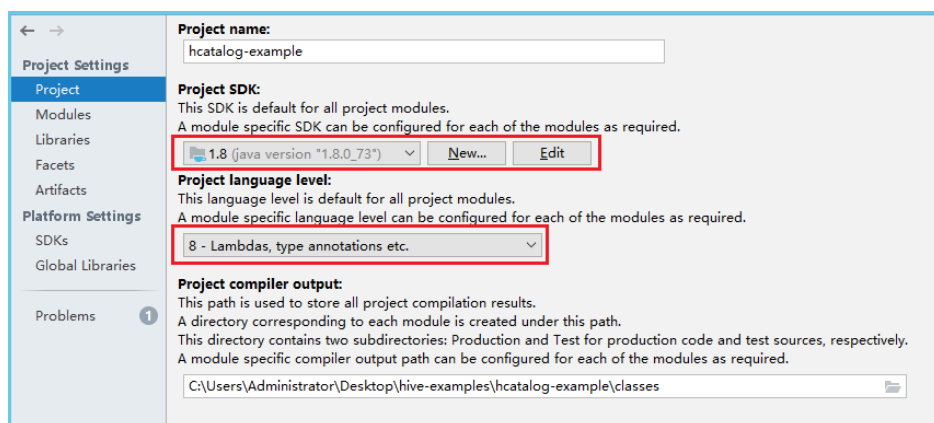 Project Settings
Project
Modules
Libraries
Facets
Artifacts
Platform Settings
SDKs
Global Libraries
Problems 1
Project name:
hcatalog-example
Project SDK:
This SDK is default for all project modules.
A module specific SDK can be configured for each of the modules as required.
1.8 (java version "1.8.0_73") New... Edit
Project language level:
This language level is default for all project modules.
A module specific language level can be configured for each of the modules as required.
8 - Lambdas, type annotations etc.
Project compiler output:
This path is used to store all project compilation results.
A directory corresponding to each module is created under this path.
This directory contains two subdirectories: Production and Test for production code and test sources, respectively.
A module specific compiler output path can be configured for each of the modules as required.
C:\Users\Administrator\Desktop\hive-examples\hcatalog-example\classes